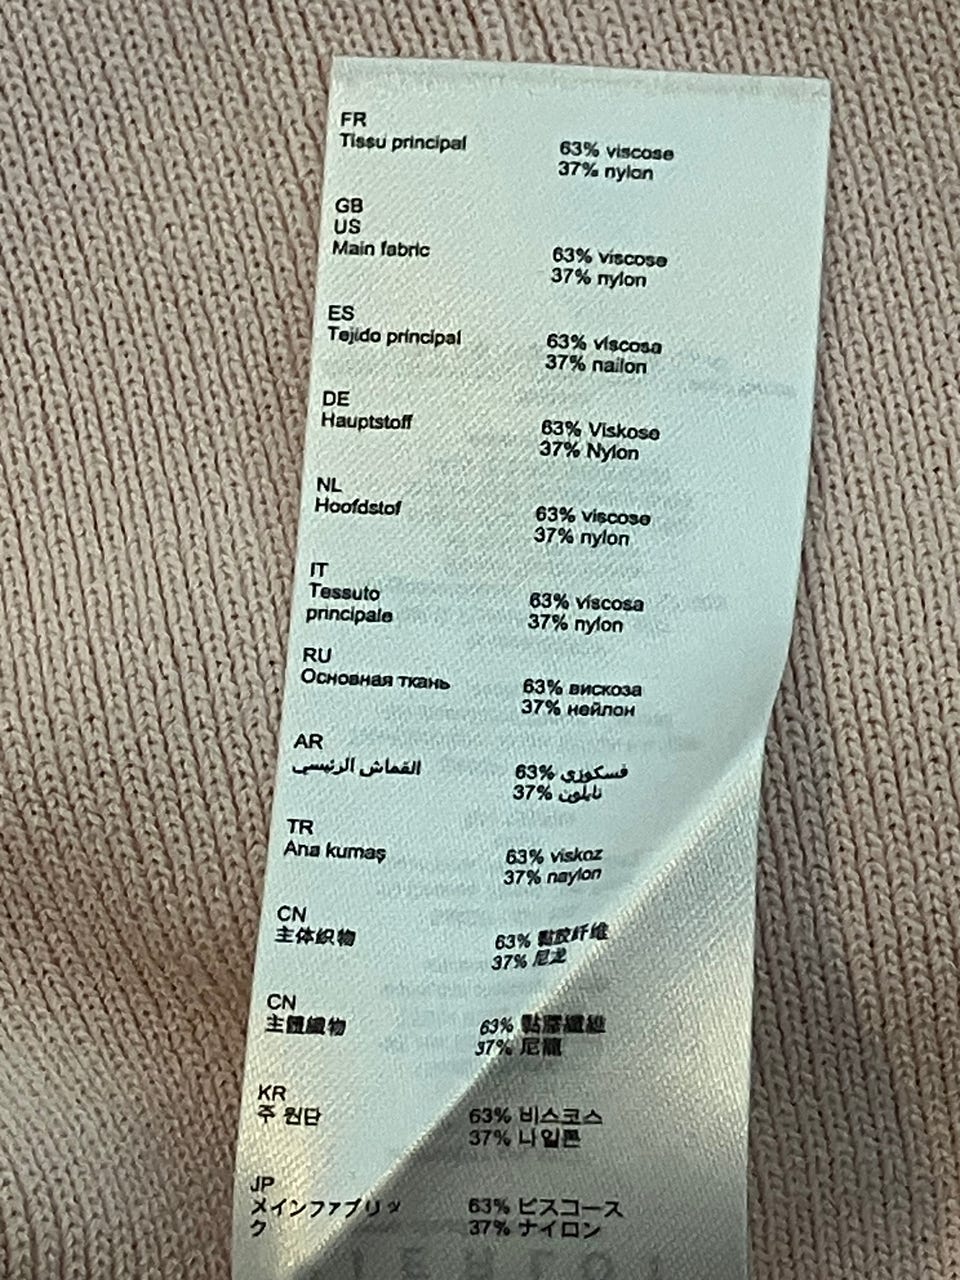 FR
Tissu principal
63% viscose
37% nylon
GB
US
Main fabric
63% viscose
37% nylon
ES
Tejido principal
63% viscosa
37% nailon
DE
Hauptstoff
63% Viskose
37% Nylon
NL
Hoofdstof
63% viscose
37% nylon
IT
Tessuto
principale
63% viscosa
37% nylon
RU
Основная ткань
63% вискоза
37% нейлон
AR
القماش الرئيسي
63% فسكوزي
37% نايلون
TR
Ana kumaş
63% viskoz
37% naylon
CN
主体织物
63% 黏胶纤维
37% 尼龙
CN
主體織物
63% 黏膠纖維
37% 尼龍
KR
주 원단
63% 비스코스
37% 나일론
JP
メインファブリッ
ク
63% ビスコース
37% ナイロン